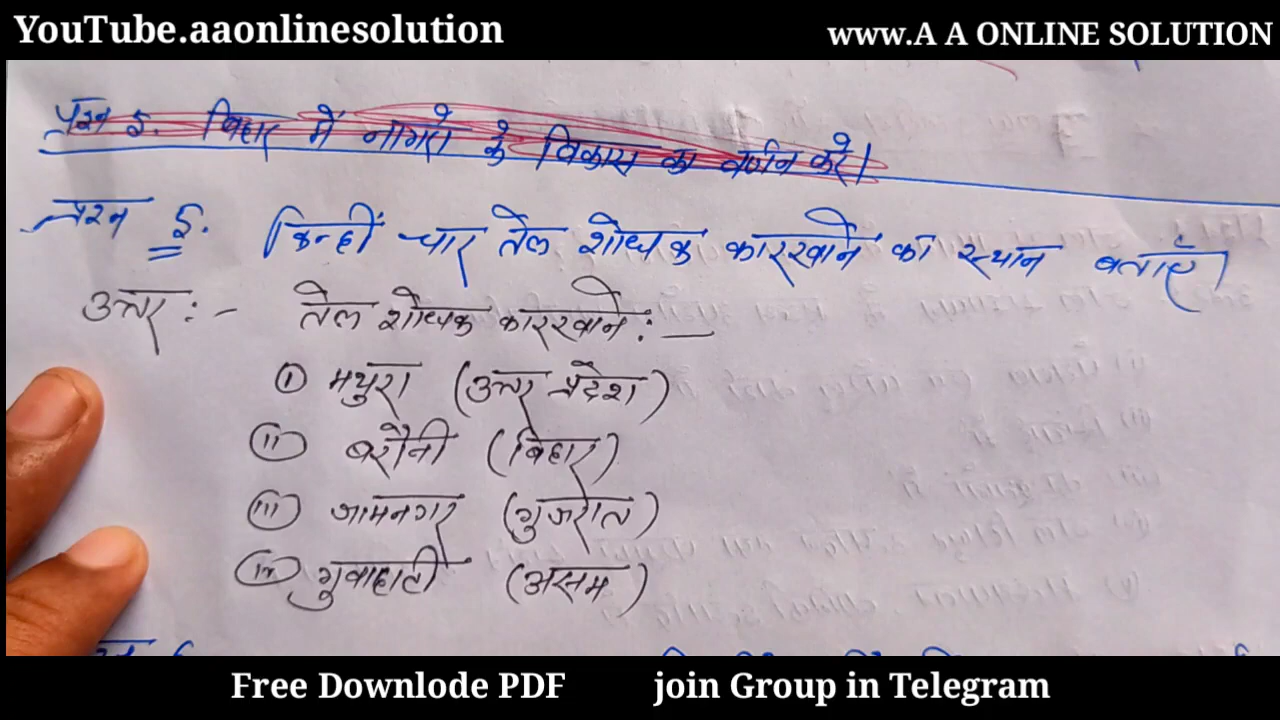 YouTube.aaonlinesolution
www.A A ONLINE SOLUTION
प्रश्न 5. बिहार में नागरो के विकास का वर्णन करे।
प्रश्न 5. किन्हीं चार तेल शोधक कारखाने का स्थान बताएँ।
उत्तर :- तेल शोधक कारखाने :-
(i) मथुरा (उत्तर प्रदेश)
(ii) बरौनी (बिहार)
(iii) जामनगर (गुजरात)
(iv) गुवाहाटी (असम)
Free Downlode PDF
join Group in Telegram